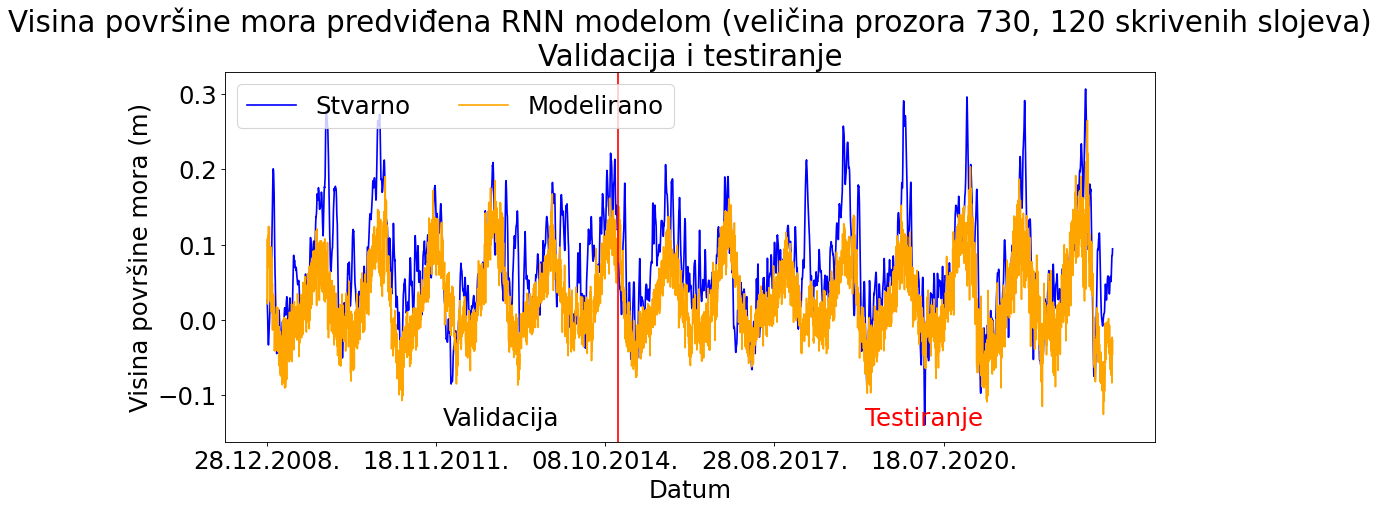 Visina površine mora predviđena RNN modelom (veličina prozora 730, 120 skrivenih slojeva)
Validacija i testiranje
Stvarno
Modelirano
Visina površine mora (m)
0.3
0.2
0.1
0.0
−0.1
Validacija
Testiranje
28.12.2008.
18.11.2011.
08.10.2014.
28.08.2017.
18.07.2020.
Datum